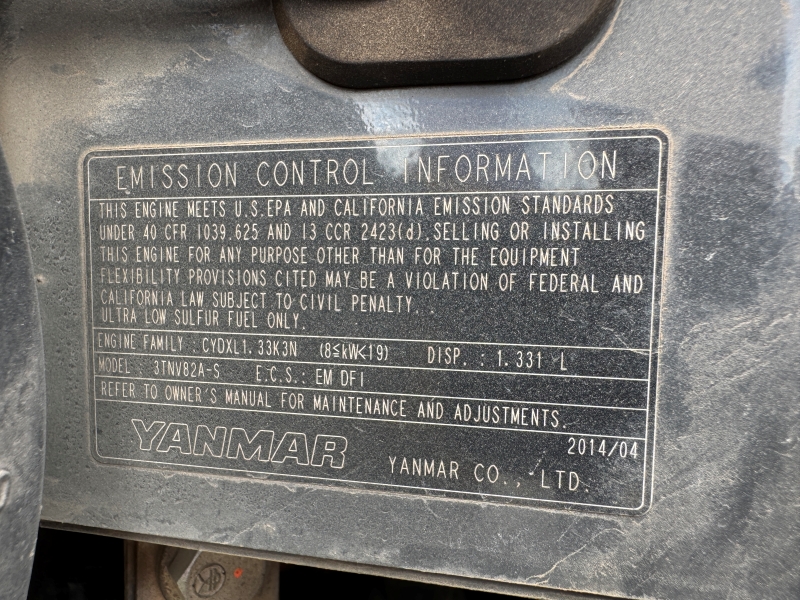 EMISSION CONTROL INFORMATION
THIS ENGINE MEETS U.S.EPA AND CALIFORNIA EMISSION STANDARDS
UNDER 40 CFR 1039.625 AND 13 CCR 2423(d).SELLING OR INSTALLING
THIS ENGINE FOR ANY PURPOSE OTHER THAN FOR THE EQUIPMENT
FLEXIBILITY PROVISIONS CITED MAY BE A VIOLATION OF FEDERAL AND
CALIFORNIA LAW SUBJECT TO CIVIL PENALTY.
ULTRA LOW SULFUR FUEL ONLY.
ENGINE FAMILY : CYDXL1.33K3N (8≤kW<19) DISP. : 1.331 L
MODEL : 3TNV82A-S E.C.S.: EM DFI
REFER TO OWNER'S MANUAL FOR MAINTENANCE AND ADJUSTMENTS.
2014/04
YANMAR YANMAR CO., LTD.